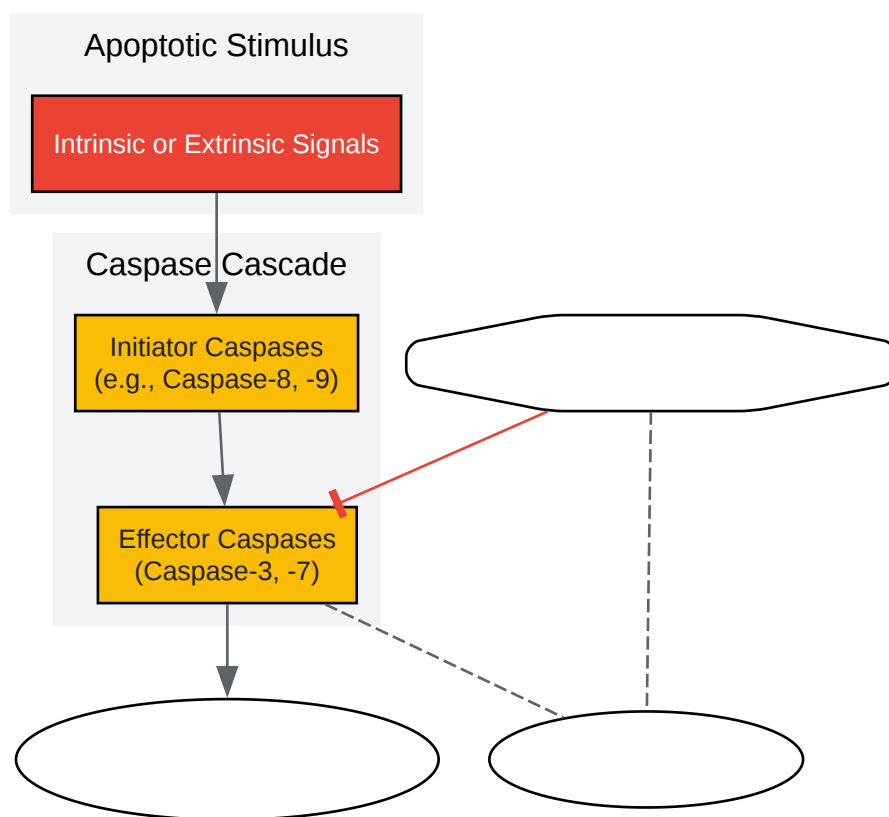 Apoptotic Stimulus
Intrinsic or Extrinsic Signals
Caspase Cascade
Initiator Caspases
(e.g., Caspase-8, -9)
Effector Caspases
(Caspase-3, -7)